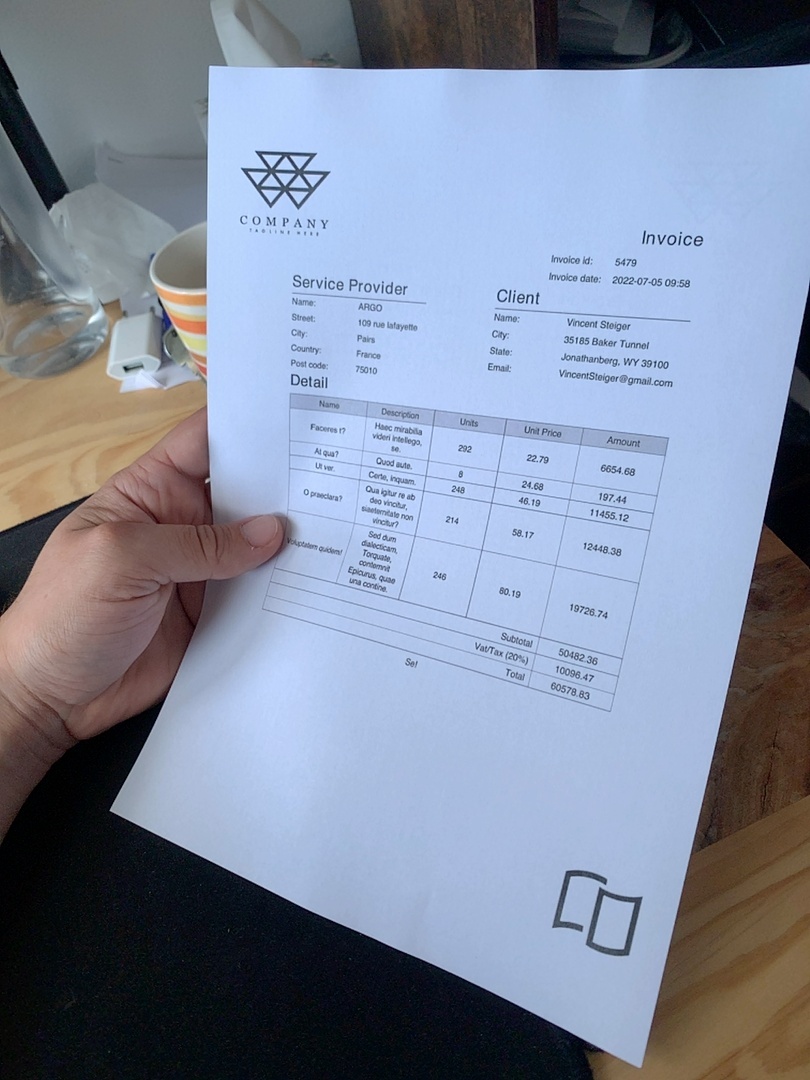 COMPANY
TAGLINE HERE
Invoice
Invoice id: 5479
Invoice date: 2022-07-05 09:58
Service Provider
Name: ARGO
Street: 109 rue lafayette
City: Pairs
Country: France
Post code: 75010
Client
Name: Vincent Steiger
City: 35185 Baker Tunnel
State: Jonathanberg, WY 39100
Email: VincentSteiger@gmail.com
Detail
Name Description Units Unit Price Amount
Faceres t? Haec mirabilia videri intellego, se. 292 22.79 6654.68
At qua? Quod aute. 8 24.68 197.44
Ut ver. Certe, inquam. 248 46.19 11455.12
O praeclara? Qua igitur re ab deo vincitur, siaeternitate non vincitur? 214 58.17 12448.38
Voluptatem quidem! Sed dum dialecticam, Torquate, contemnit Epicurus, quae una contine. 246 80.19 19726.74
Subtotal 50482.36
Vat/Tax (20%) 10096.47
Total 60578.83
Se!